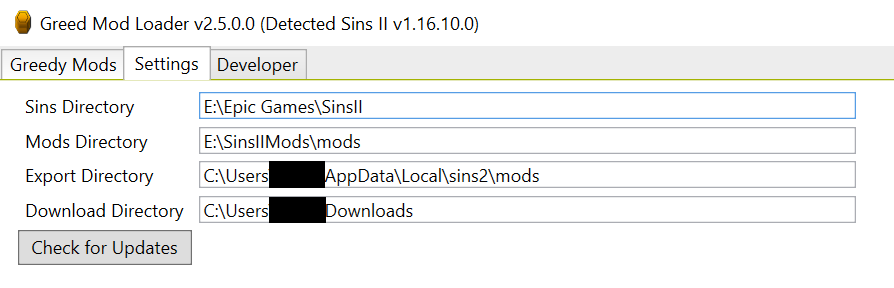 Greed Mod Loader v2.5.0.0 (Detected Sins II v1.16.10.0)
Greedy Mods Settings Developer
Sins Directory E:\Epic Games\SinsII
Mods Directory E:\SinsIIMods\mods
Export Directory C:\Users AppData\Local\sins2\mods
Download Directory C:\Users Downloads
Check for Updates